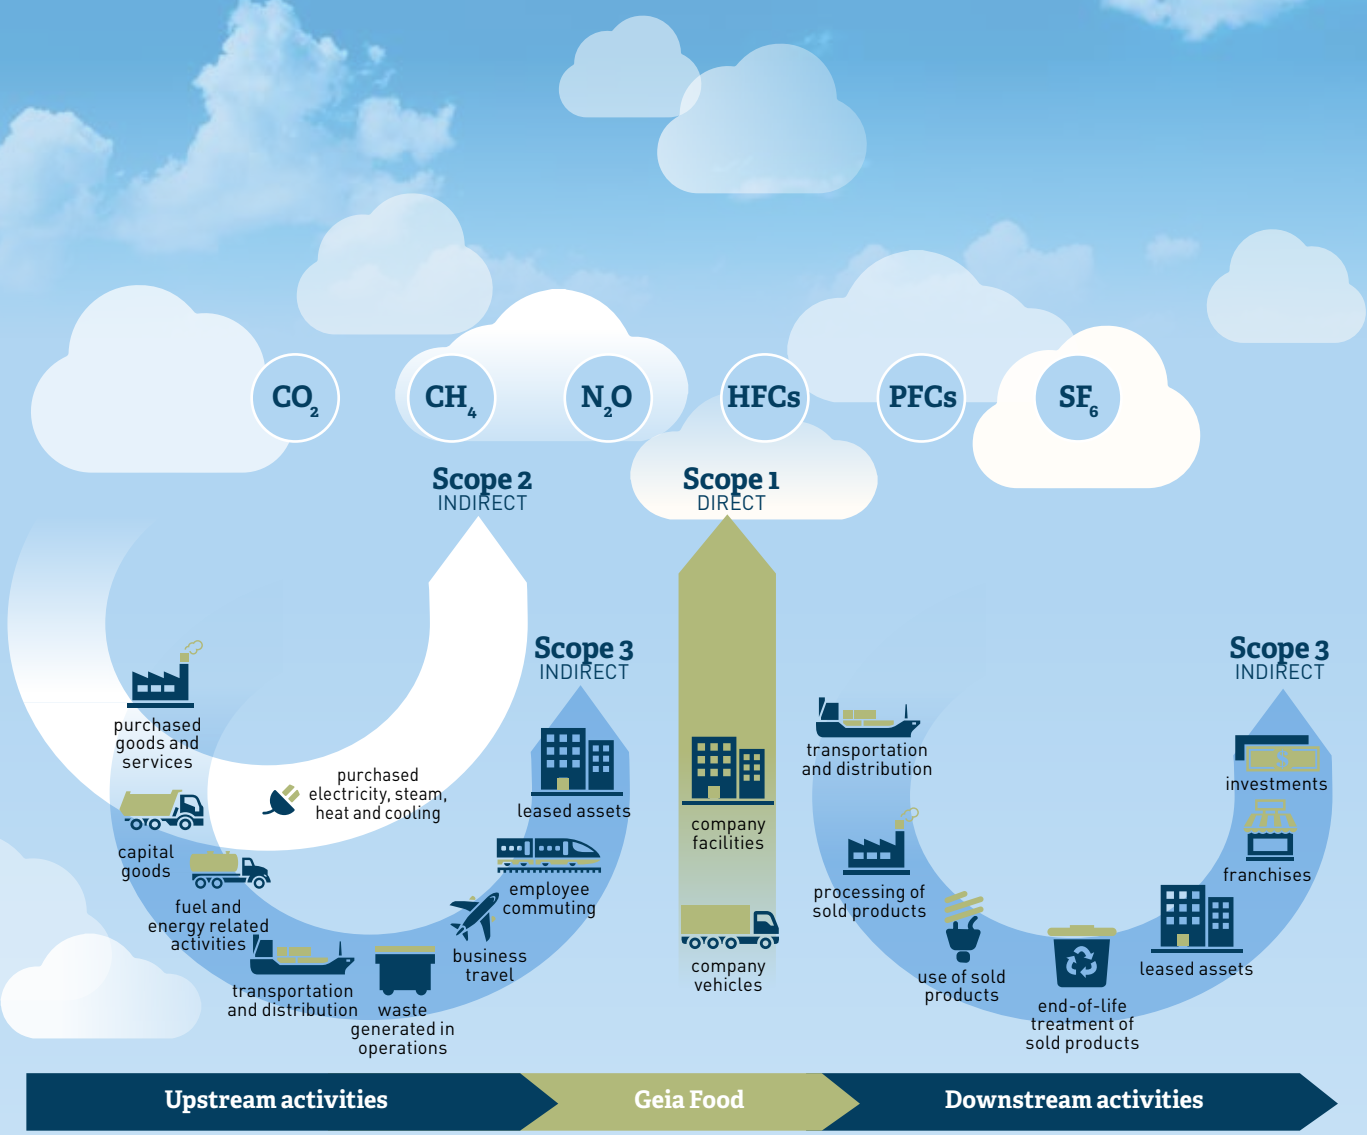 CO₂
CH₄
N₂O
HFCs
PFCs
SF₆
Scope 2
INDIRECT
Scope 1
DIRECT
Scope 3
INDIRECT
Scope 3
INDIRECT
purchased
goods and
services
capital
goods
fuel and
energy related
activities
transportation
and distribution
waste
generated in
operations
business
travel
employee
commuting
leased assets
purchased
electricity, steam,
heat and cooling
company
facilities
company
vehicles
transportation
and distribution
processing of
sold products
use of sold
products
end-of-life
treatment of
sold products
leased assets
franchises
investments
$
Upstream activities
Geia Food
Downstream activities